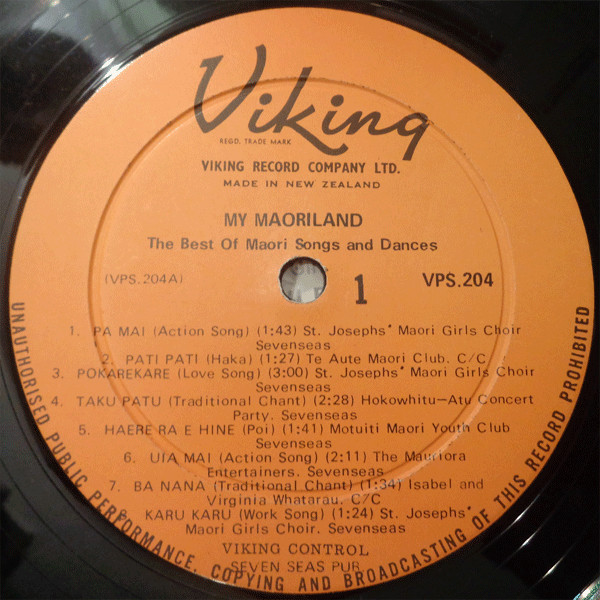 Viking
REGD. TRADE MARK
VIKING RECORD COMPANY LTD.
MADE IN NEW ZEALAND
MY MAORILAND
The Best Of Maori Songs and Dances
(VPS.204A)
1
VPS.204
1. PA MAI (Action Song) (1:43) St. Josephs' Maori Girls Choir
Sevenseas
2. PATI PATI (Haka) (1:27) Te Aute Maori Club. C/C
3. POKAREKARE (Love Song) (3:00) St. Josephs' Maori Girls Choir
Sevenseas
4. TAKU PATU (Traditional Chant) (2:28) Hokowhitu-Atu Concert
Party. Sevenseas
5. HAERE RA E HINE (Poi) (1:41) Motuiti Maori Youth Club
Sevenseas
6. UIA MAI (Action Song) (2:11) The Mauriora
Entertainers. Sevenseas
7. BA NANA (Traditional Chant) (1:34) Isabel and
Virginia Whatarau. C/C
8. KARU KARU (Work Song) (1:24) St. Josephs'
Maori Girls Choir. Sevenseas
VIKING CONTROL
SEVEN SEAS PUB
UNAUTHORISED PUBLIC PERFORMANCE, COPYING AND BROADCASTING OF THIS RECORD PROHIBITED